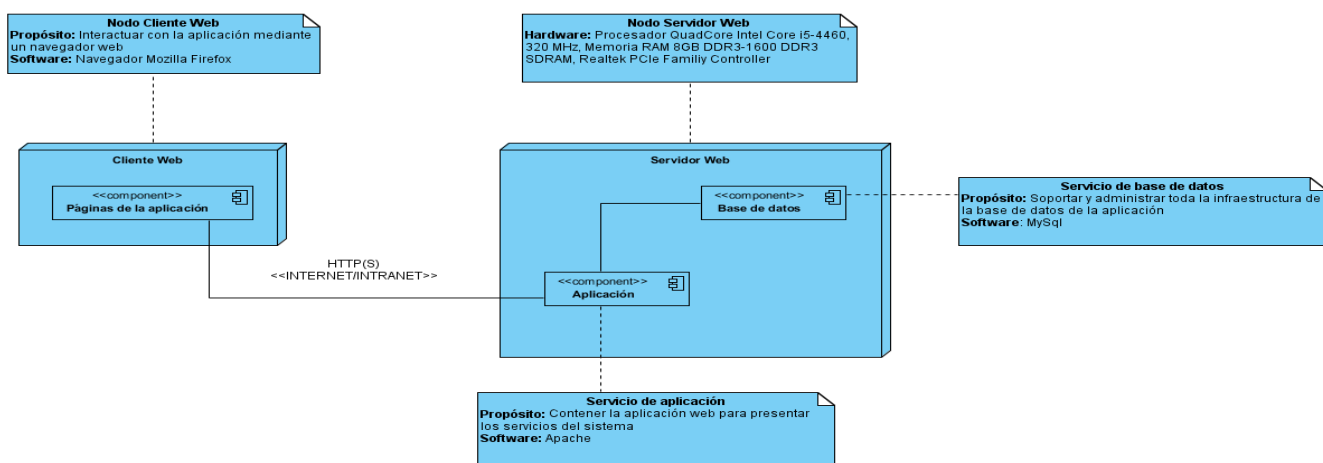 Nodo Cliente Web
Propósito: Interactuar con la aplicación mediante
un navegador web
Software: Navegador Mozilla Firefox
Nodo Servidor Web
Hardware: Procesador QuadCore Intel Core i5-4460,
320 MHz, Memoria RAM 8GB DDR3-1600 DDR3
SDRAM, Realtek PCIe Familiy Controller
Cliente Web
<<component>>
Pàginas de la aplicación
Servidor Web
<<component>>
Base de datos
Servicio de base de datos
Propósito: Soportar y administrar toda la infraestructura de
la base de datos de la aplicación
Software: MySql
HTTP(S)
<<INTERNET/INTRANET>>
<<component>>
Aplicación
Servicio de aplicación
Propósito: Contener la aplicación web para presentar
los servicios del sistema
Software: Apache